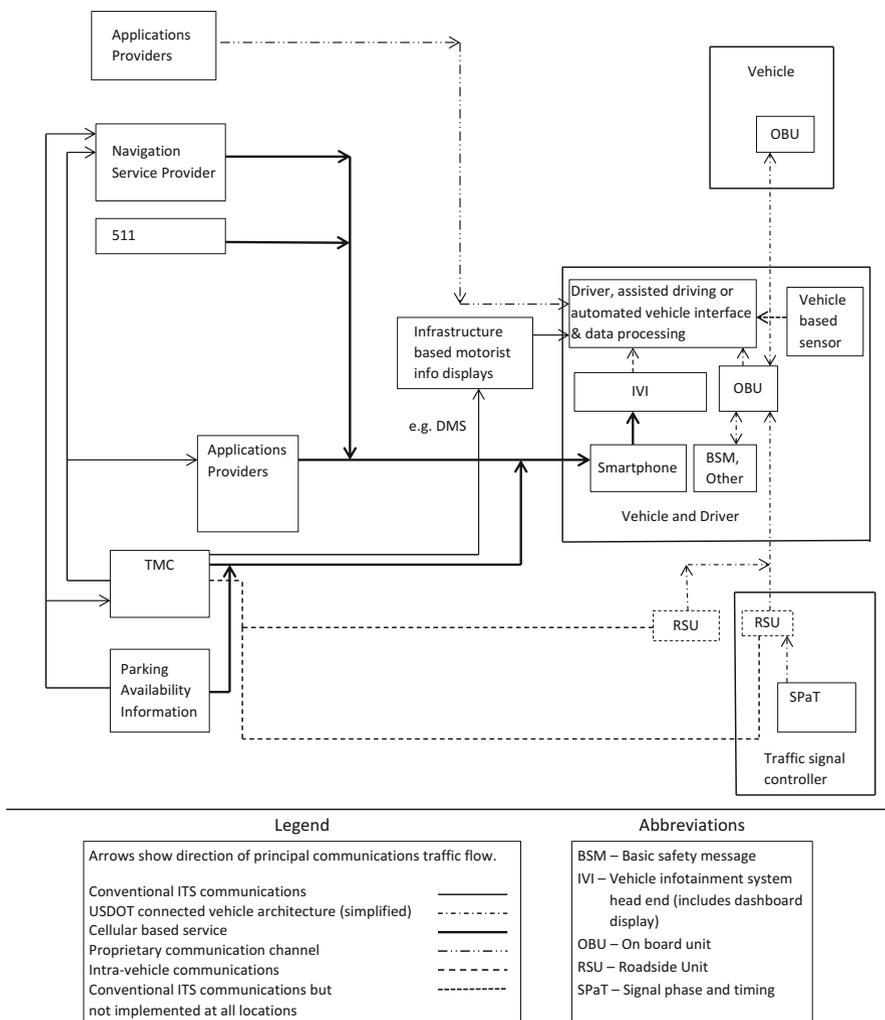 Applications
Providers
Vehicle
OBU
Navigation
Service Provider
511
Driver, assisted driving or
automated vehicle interface
& data processing
Vehicle
based
sensor
Infrastructure
based motorist
info displays
IVI
OBU
e.g. DMS
Applications
Providers
Smartphone
BSM,
Other
Vehicle and Driver
TMC
RSU
RSU
Parking
Availability
Information
SPaT
Traffic signal
controller
Legend
Arrows show direction of principal communications traffic flow.
Conventional ITS communications
USDOT connected vehicle architecture (simplified)
Cellular based service
Proprietary communication channel
Intra-vehicle communications
Conventional ITS communications but
not implemented at all locations
Abbreviations
BSM – Basic safety message
IVI – Vehicle infotainment system
head end (includes dashboard
display)
OBU – On board unit
RSU – Roadside Unit
SPaT – Signal phase and timing